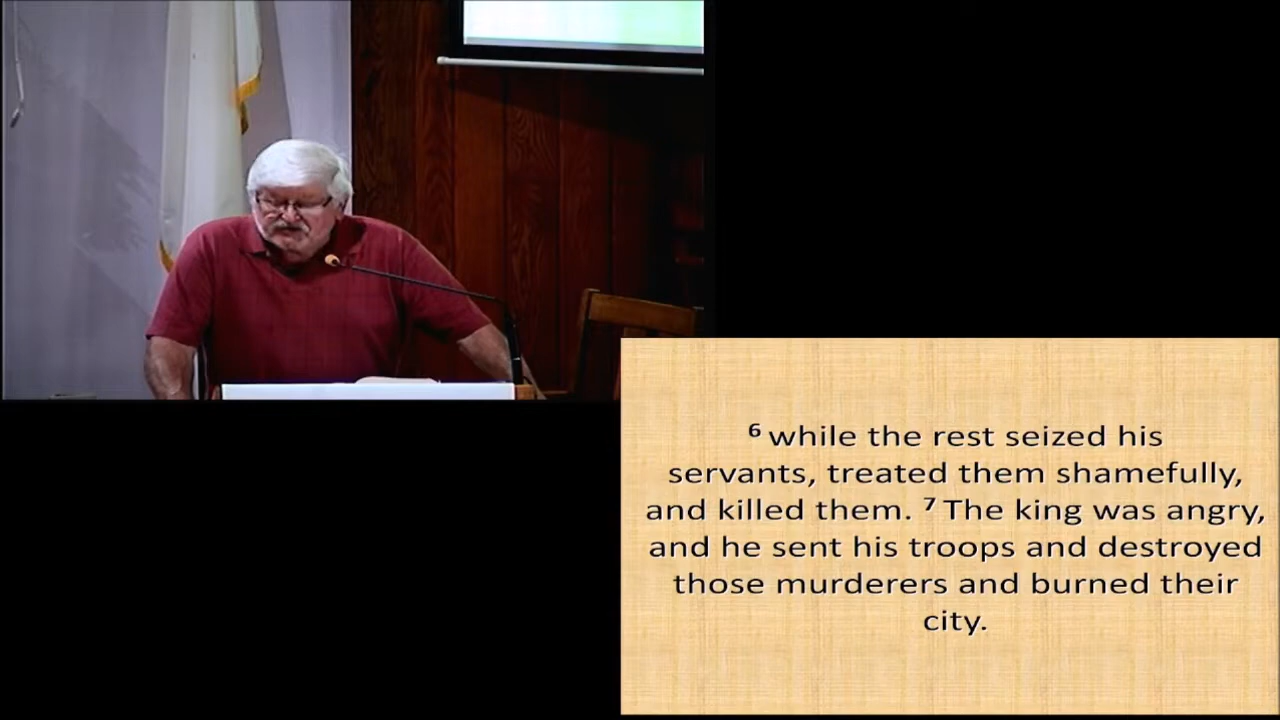 ⁶ while the rest seized his
servants, treated them shamefully,
and killed them. ⁷ The king was angry,
and he sent his troops and destroyed
those murderers and burned their
city.